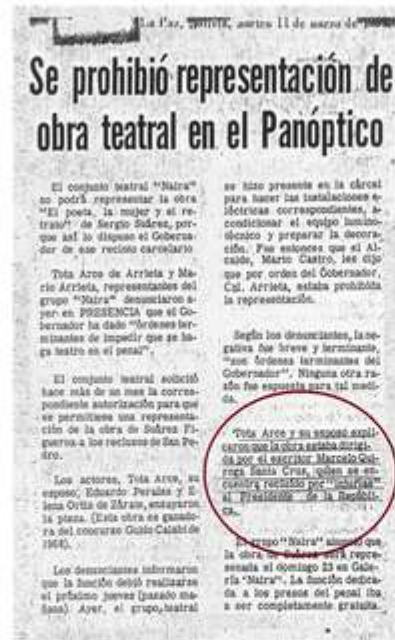 La Paz, Bolivia, martes 11 de marzo de
Se prohibió representación de
obra teatral en el Panóptico
El conjunto teatral "Naira"
no podrá representar la obra
"El poeta, la mujer y el re-
trato" de Sergio Suárez, por-
que así lo dispuso el Goberna-
dor de ese recinto carcelario
Tota Arce de Arrieta y Ma-
rio Arrieta, representantes del
grupo "Naira" denunciaron a-
yer en PRESENCIA que el Go-
bernador ha dado "órdenes ter-
minantes de impedir que se ha-
ga teatro en el penal".
El conjunto teatral solicitó
hace más de un mes la corres-
pondiente autorización para que
se permitiese una representa-
ción de la obra de Suárez Fi-
gueroa a los reclusos de San Pe-
dro.
Los actores, Tota Arce, su
esposo, Eduardo Perales y E-
lena Ortiz de Zárate, ensayaron
la pieza. (Esta obra es ganado-
ra del concurso Guido Calabi de
1968).
Los denunciantes informaron
que la función debió realizarse
el próximo jueves (pasado ma-
ñana). Ayer, el grupo teatral
se hizo presente en la cárcel
para hacer las instalaciones e-
léctricas correspondientes, a-
condicionar el equipo lumino-
técnico y preparar la decora-
ción. Fue entonces que el Al-
caide, Mario Castro, les dijo
que por orden del Gobernador,
Cnl. Arrieta, estaba prohibida
la representación.
Según los denunciantes, la ne-
gativa fue breve y terminante,
"son órdenes terminantes del
Gobernador". Ninguna otra ra-
zón fue expuesta para tal medi-
da.
Tota Arce y su esposo expli-
caron que la obra estaba dirigi-
da por el escritor Marcelo Qui-
roga Santa Cruz, quien se en-
cuentra recluido por "injurias"
al Presidente de la Repúbli-
ca.
El grupo "Naira" anunció que
la obra de Suárez será repre-
sentada el domingo 23 en Gale-
ría "Naira". La función dedica-
da a los presos del penal iba
a ser completamente gratuita.